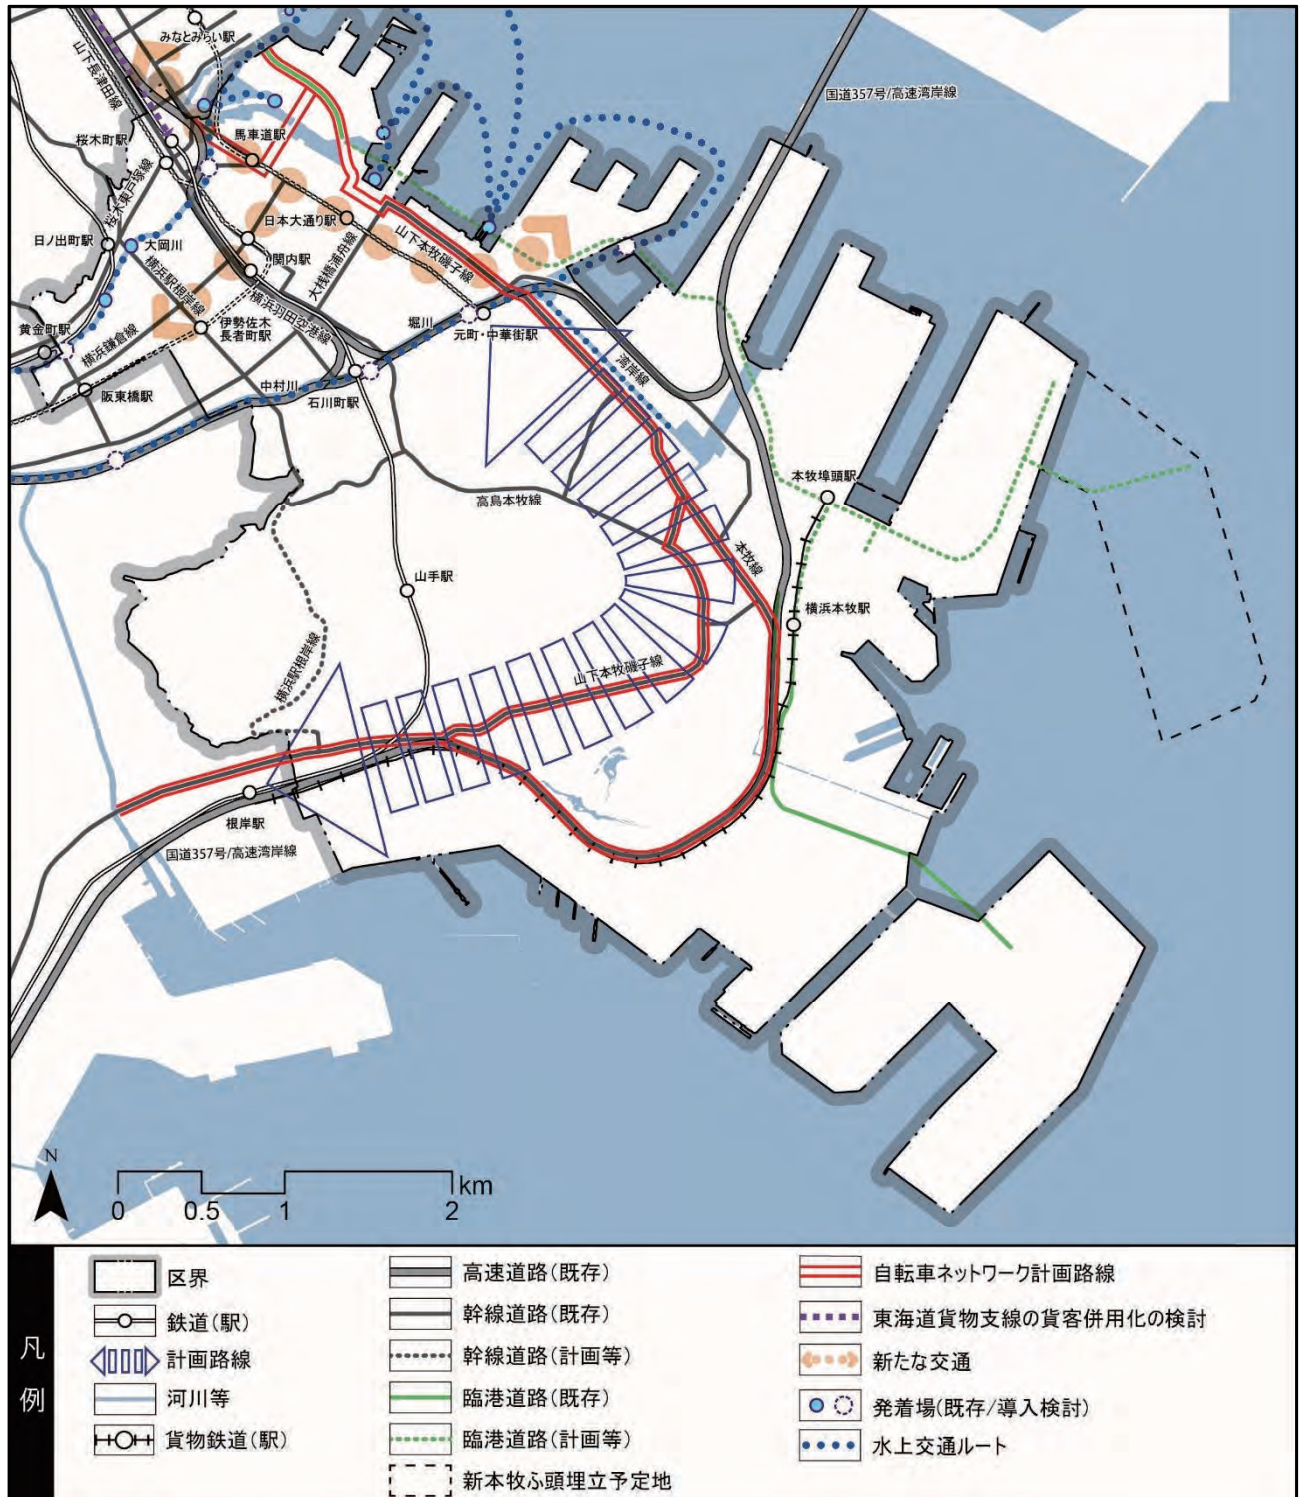 みなとみらい駅
山下長津田線
国道357号/高速湾岸線
馬車道駅
桜木町駅
桜木東戸塚線
日本大通り駅
山下本牧磯子線
日ノ出町駅
大岡川
関内駅
大桟橋浦舟線
横浜駅根岸線
横浜羽田空港線
黄金町駅
横浜鎌倉線
伊勢佐木
長者町駅
堀川
元町・中華街駅
湾岸線
阪東橋駅
中村川
石川町駅
高島本牧線
本牧埠頭駅
本牧線
山手駅
横浜本牧駅
横浜駅根岸線
山下本牧磯子線
根岸駅
国道357号/高速湾岸線
N
0 0.5 1 2 km
凡例
区界
鉄道(駅)
計画路線
河川等
貨物鉄道(駅)
高速道路(既存)
幹線道路(既存)
幹線道路(計画等)
臨港道路(既存)
臨港道路(計画等)
新本牧ふ頭埋立予定地
自転車ネットワーク計画路線
東海道貨物支線の貨客併用化の検討
新たな交通
発着場(既存/導入検討)
水上交通ルート